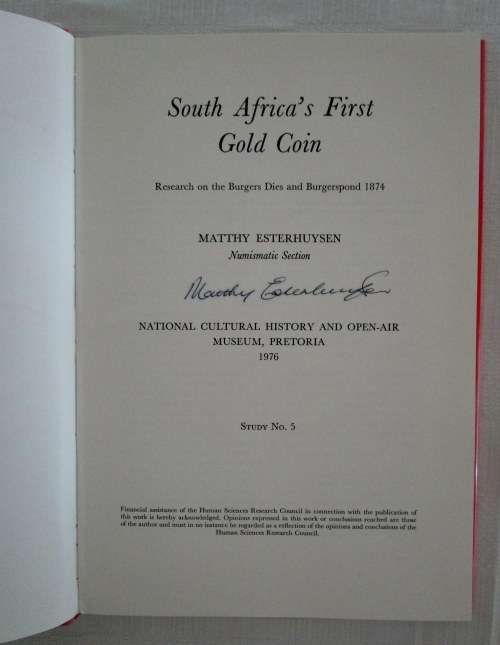 South Africa's First
Gold Coin
Research on the Burgers Dies and Burgerspond 1874
MATTHY ESTERHUYSEN
Numismatic Section
Matthy Esterhuysen
NATIONAL CULTURAL HISTORY AND OPEN-AIR
MUSEUM, PRETORIA
1976
STUDY NO. 5
Financial assistance of the Human Sciences Research Council in connection with the publication of
this work is hereby acknowledged. Opinions expressed in this work or conclusions reached are those
of the author and must in no instance be regarded as a reflection of the opinions and conclusions of the
Human Sciences Research Council.